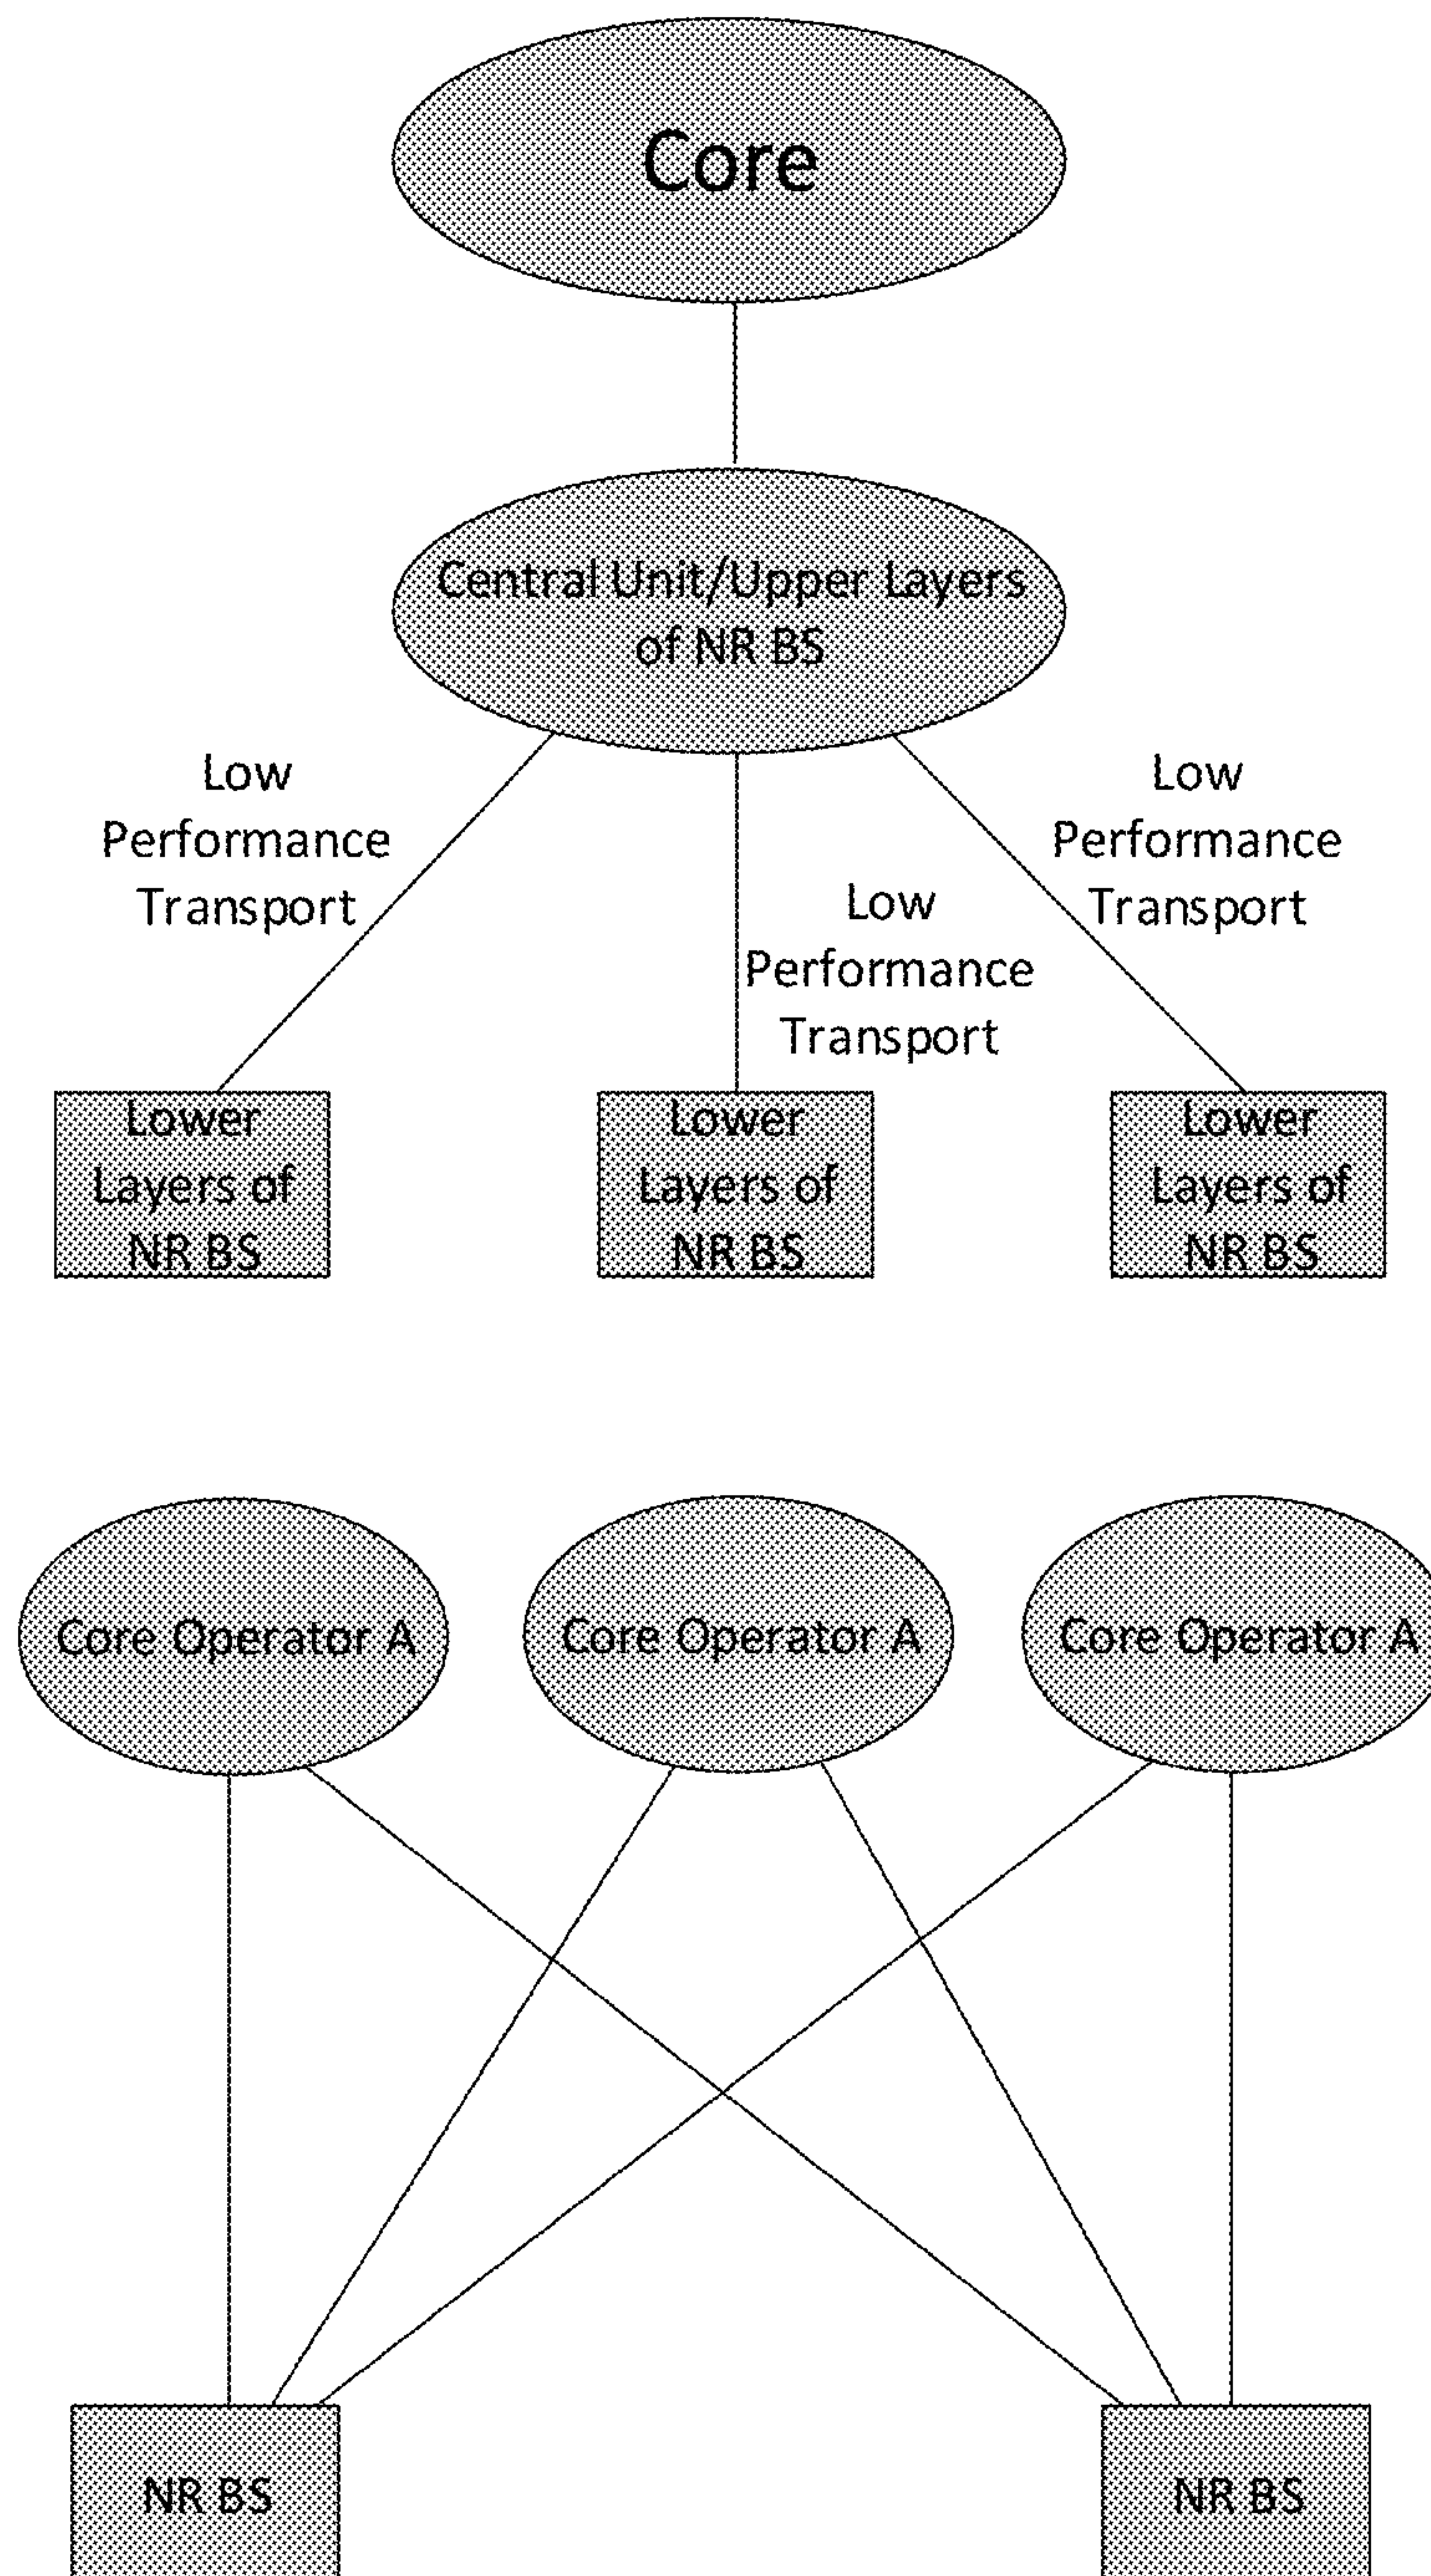 Core
Central Unit/Upper Layers
of NR BS
Low
Performance
Transport
Low
Performance
Transport
Low
Performance
Transport
Lower
Layers of
NR BS
Lower
Layers of
NR BS
Lower
Layers of
NR BS
Core Operator A
Core Operator A
Core Operator A
NR BS
NR BS